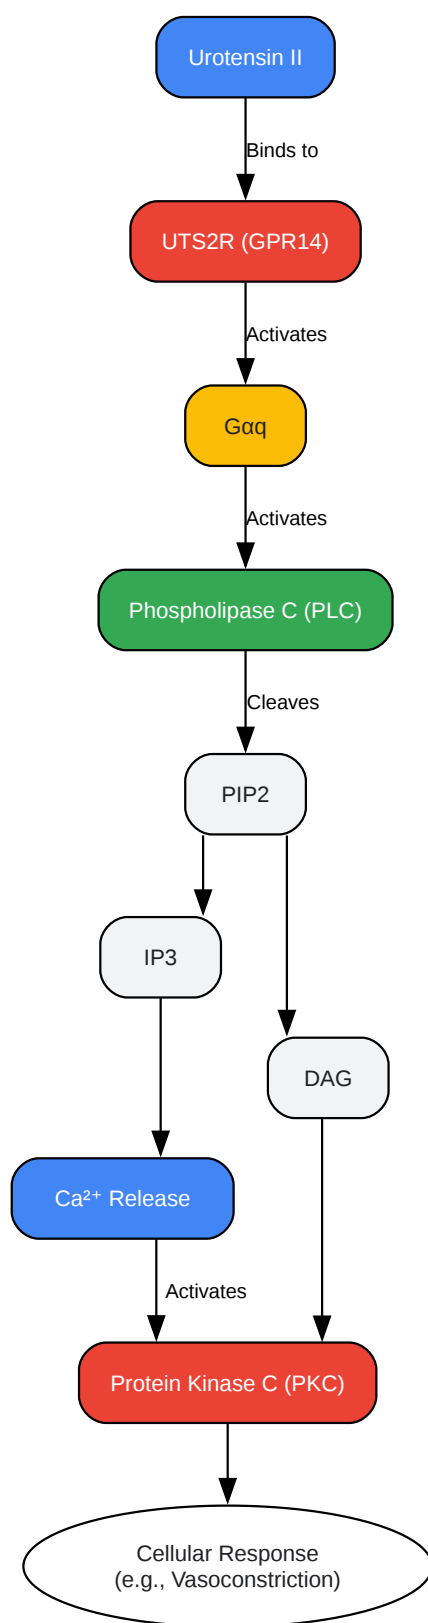 Urotensin II
Binds to
UTS2R (GPR14)
Activates
Gαq
Activates
Phospholipase C (PLC)
Cleaves
PIP2
IP3
DAG
Ca²⁺ Release
Activates
Protein Kinase C (PKC)
Cellular Response
(e.g., Vasoconstriction)